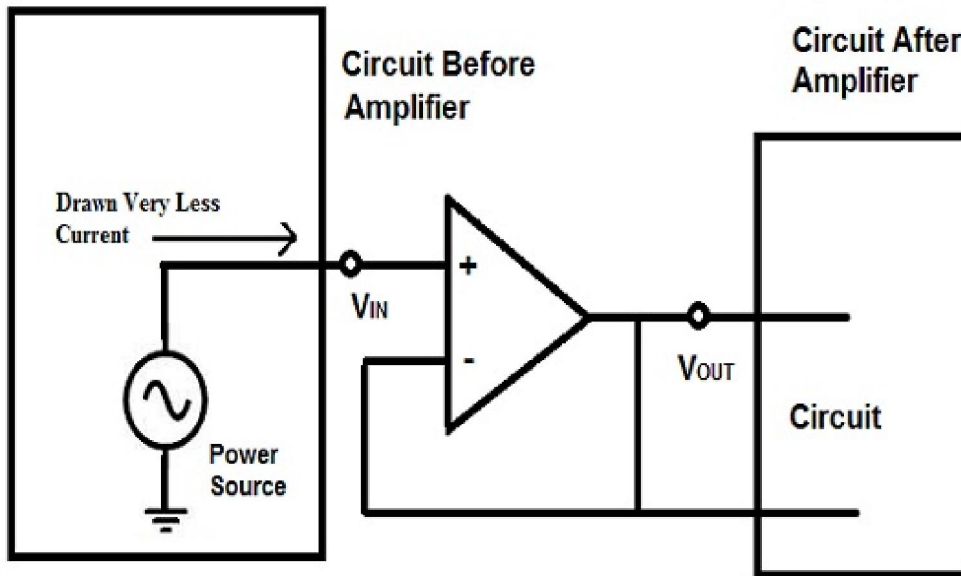 Circuit Before
Amplifier
Circuit After
Amplifier
Drawn Very Less
Current
VIN
+
-
VOUT
Power
Source
Circuit